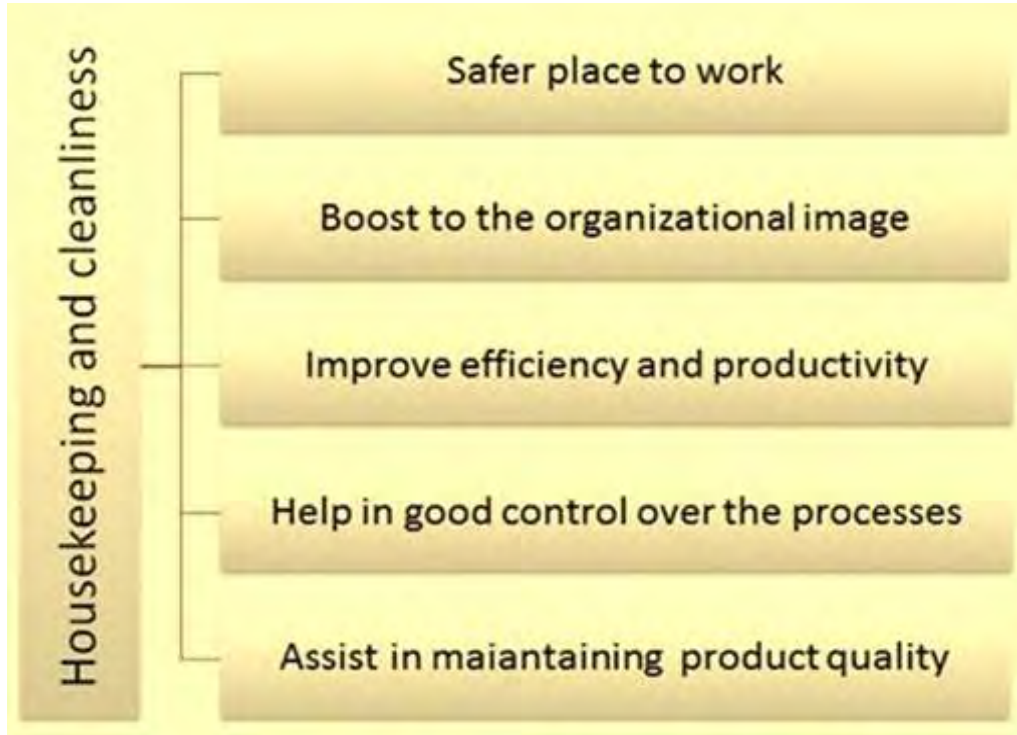 Housekeeping and cleanliness
Safer place to work
Boost to the organizational image
Improve efficiency and productivity
Help in good control over the processes
Assist in maiantaining product quality